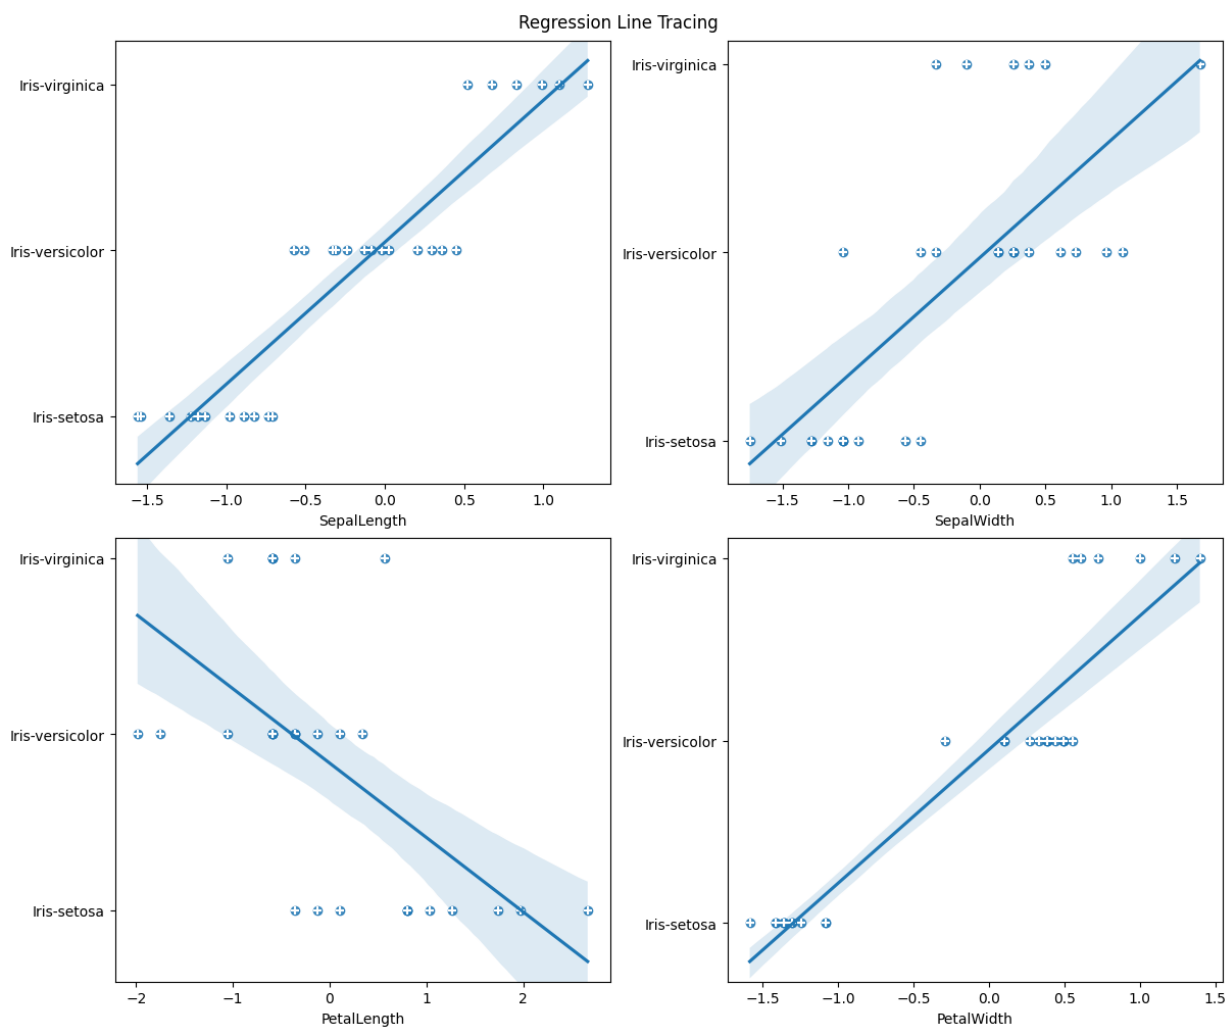 Regression Line Tracing
Iris-virginica
Iris-versicolor
Iris-setosa
−1.5 −1.0 −0.5 0.0 0.5 1.0
SepalLength
Iris-virginica
Iris-versicolor
Iris-setosa
−1.5 −1.0 −0.5 0.0 0.5 1.0 1.5
SepalWidth
Iris-virginica
Iris-versicolor
Iris-setosa
−2 −1 0 1 2
PetalLength
Iris-virginica
Iris-versicolor
Iris-setosa
−1.5 −1.0 −0.5 0.0 0.5 1.0 1.5
PetalWidth